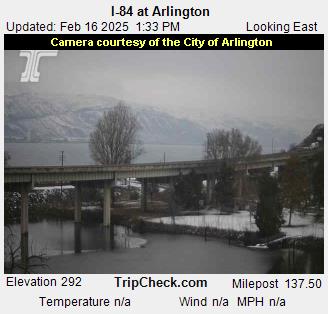 I-84 at Arlington
Updated: Feb 16 2025 1:33 PM Looking East
Camera courtesy of the City of Arlington
Elevation 292 TripCheck.com Milepost 137.50
Temperature n/a Wind n/a MPH n/a